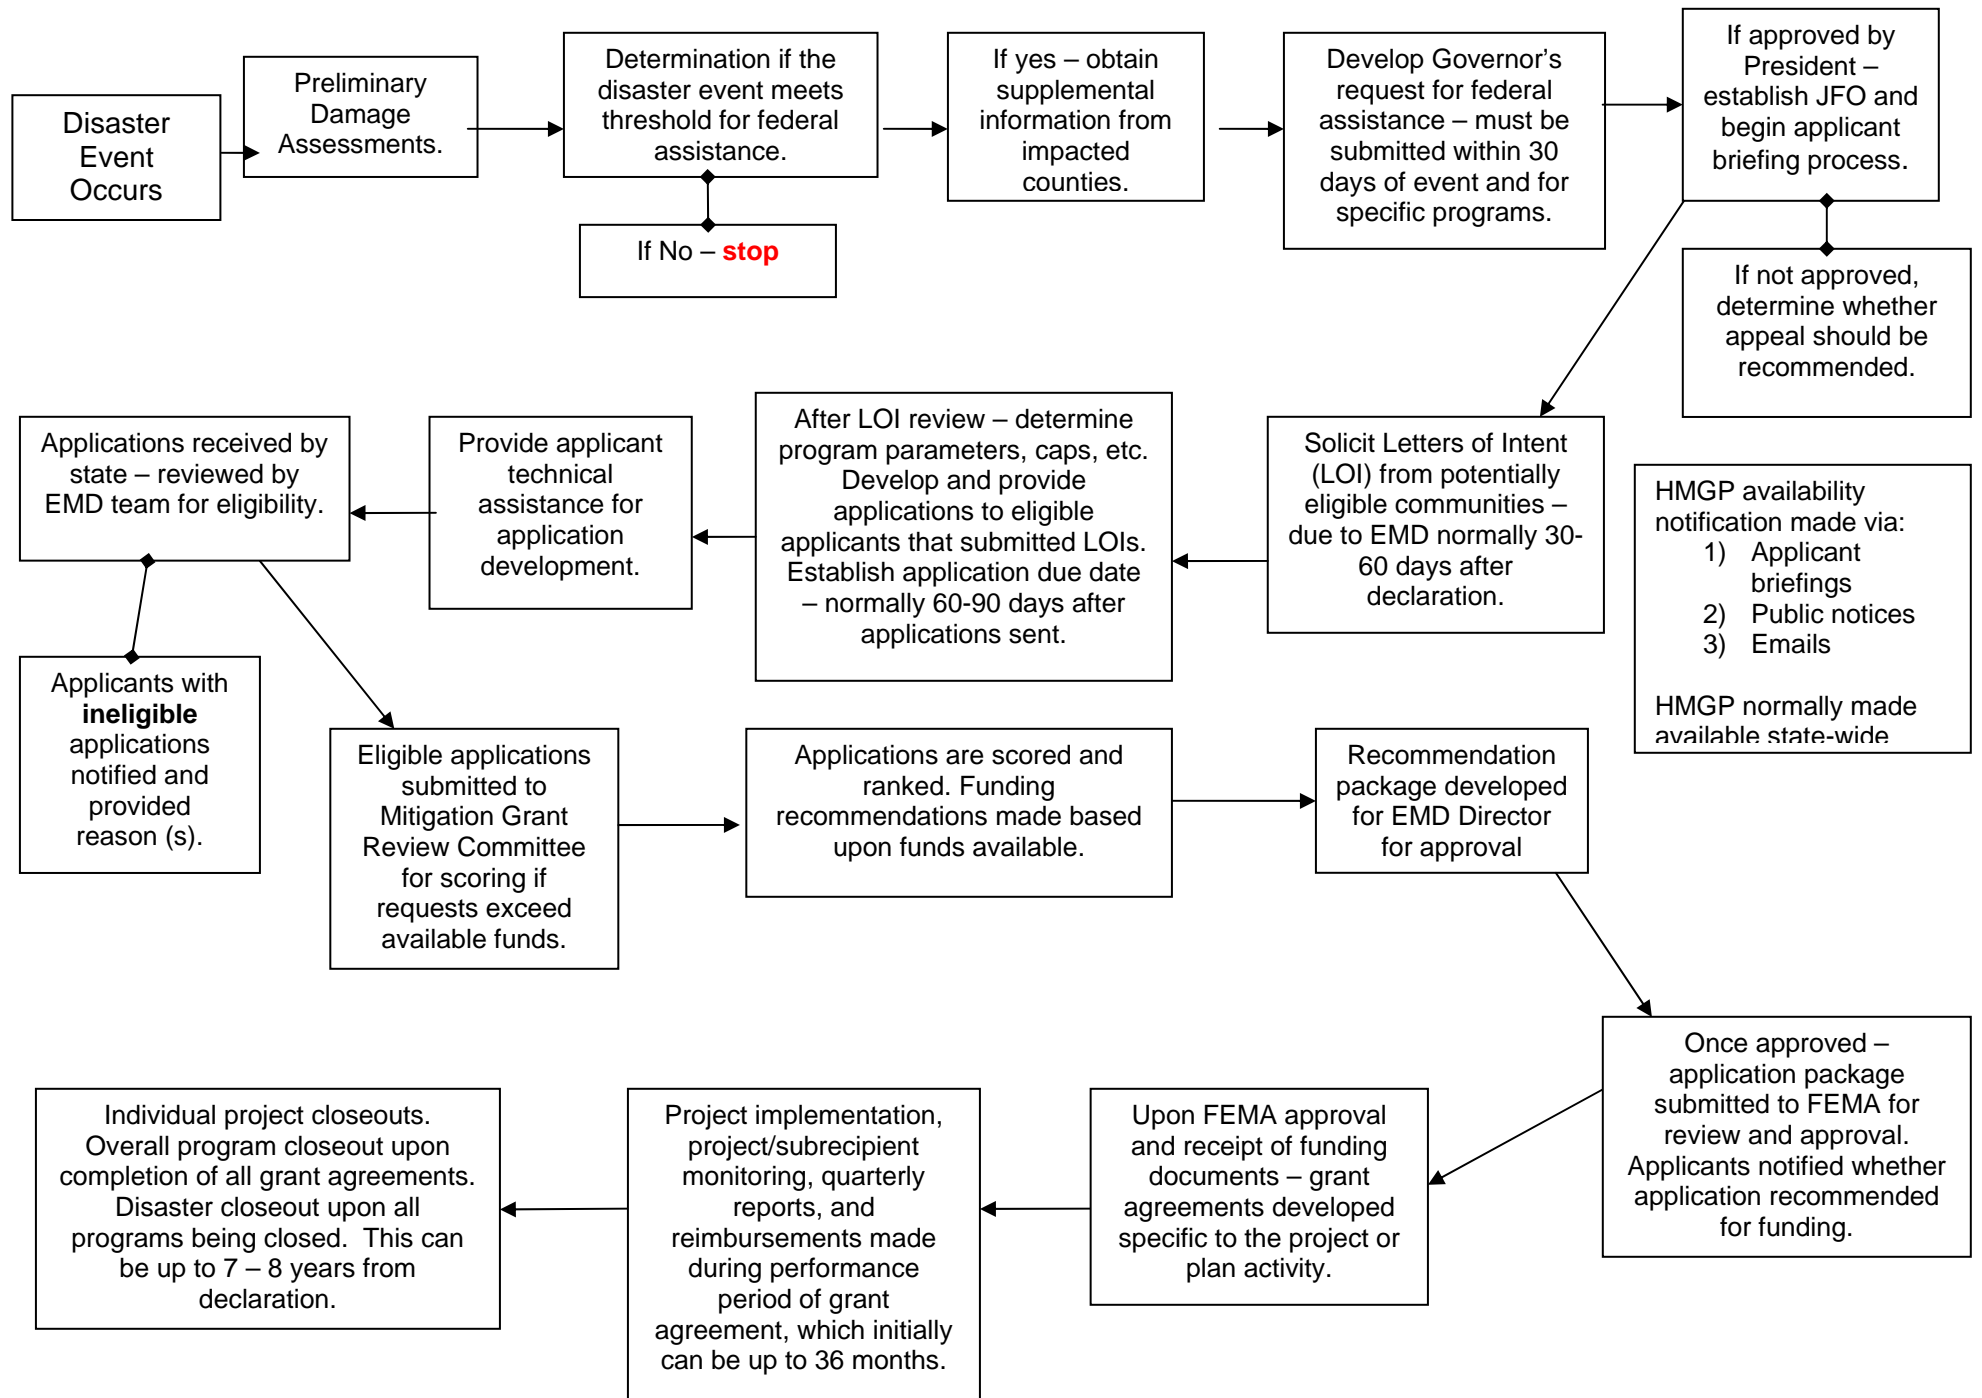 Disaster
Event
Occurs
Preliminary
Damage
Assessments.
Determination if the
disaster event meets
threshold for federal
assistance.
If No – stop
If yes – obtain
supplemental
information from
impacted
counties.
Develop Governor’s
request for federal
assistance – must be
submitted within 30
days of event and for
specific programs.
If approved by
President –
establish JFO and
begin applicant
briefing process.
If not approved,
determine whether
appeal should be
recommended.
Solicit Letters of Intent
(LOI) from potentially
eligible communities –
due to EMD normally 30-
60 days after
declaration.
HMGP availability
notification made via:
1) Applicant
briefings
2) Public notices
3) Emails
HMGP normally made
available state-wide
After LOI review – determine
program parameters, caps, etc.
Develop and provide
applications to eligible
applicants that submitted LOIs.
Establish application due date
– normally 60-90 days after
applications sent.
Provide applicant
technical
assistance for
application
development.
Applications received by
state – reviewed by
EMD team for eligibility.
Applicants with
ineligible
applications
notified and
provided
reason (s).
Eligible applications
submitted to
Mitigation Grant
Review Committee
for scoring if
requests exceed
available funds.
Applications are scored and
ranked. Funding
recommendations made based
upon funds available.
Recommendation
package developed
for EMD Director
for approval
Once approved –
application package
submitted to FEMA for
review and approval.
Applicants notified whether
application recommended
for funding.
Upon FEMA approval
and receipt of funding
documents – grant
agreements developed
specific to the project or
plan activity.
Project implementation,
project/subrecipient
monitoring, quarterly
reports, and
reimbursements made
during performance
period of grant
agreement, which initially
can be up to 36 months.
Individual project closeouts.
Overall program closeout upon
completion of all grant agreements.
Disaster closeout upon all
programs being closed.  This can
be up to 7 – 8 years from
declaration.